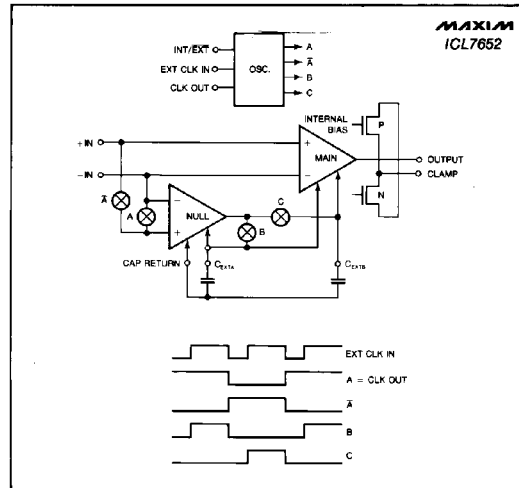 MAXIM
ICL7652
INT/E̅X̅T̅
EXT CLK IN
CLK OUT
OSC.
A
A̅
B
C
INTERNAL
BIAS
P
N
+IN
-IN
+
-
MAIN
OUTPUT
CLAMP
A̅
A
-
+
NULL
C
B
CAP RETURN
CEXTA
CEXTB
EXT CLK IN
A = CLK OUT
A̅
B
C